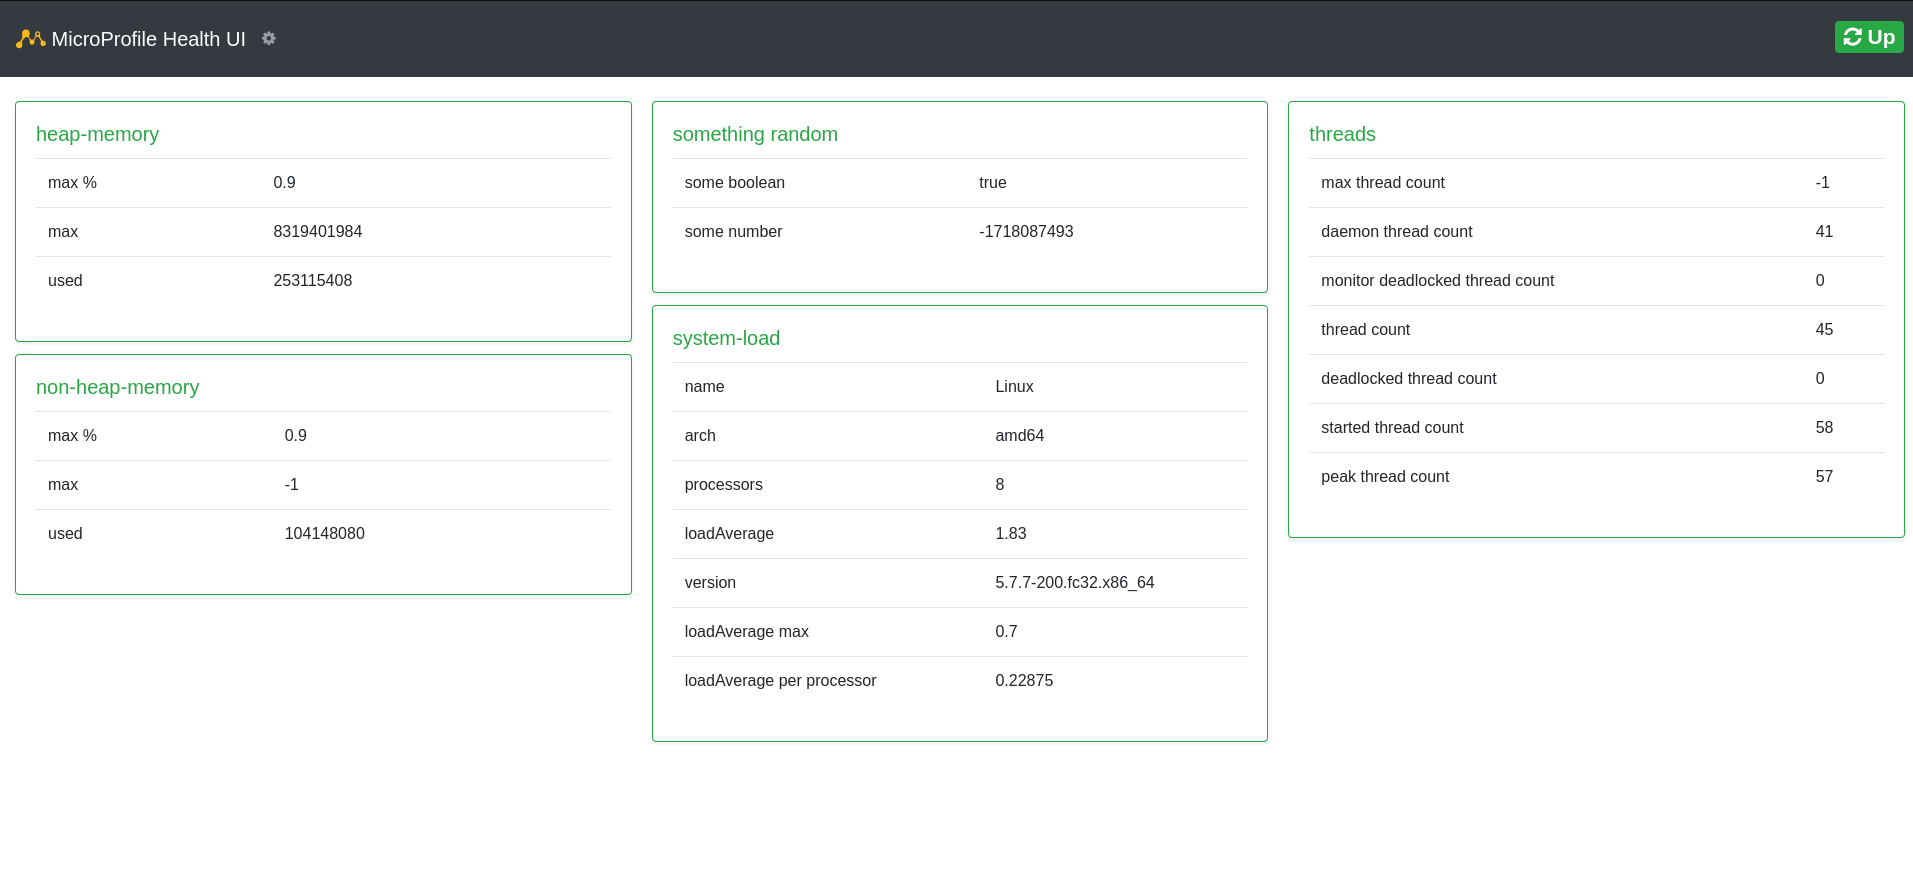 MicroProfile Health UI
Up
heap-memory
max % 0.9
max 8319401984
used 253115408
non-heap-memory
max % 0.9
max -1
used 104148080
something random
some boolean true
some number -1718087493
system-load
name Linux
arch amd64
processors 8
loadAverage 1.83
version 5.7.7-200.fc32.x86_64
loadAverage max 0.7
loadAverage per processor 0.22875
threads
max thread count -1
daemon thread count 41
monitor deadlocked thread count 0
thread count 45
deadlocked thread count 0
started thread count 58
peak thread count 57